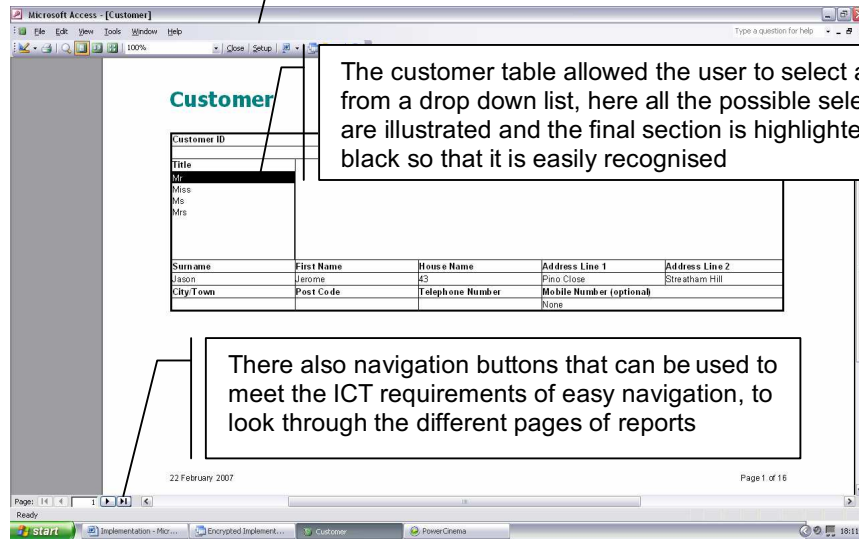 Microsoft Access - [Customer]
File Edit View Tools Window Help
Type a question for help
100% Close Setup
The customer table allowed the user to select a
from a drop down list, here all the possible sele
are illustrated and the final section is highlighte
black so that it is easily recognised
Customer
Customer ID
Title
Mr
Miss
Ms
Mrs
Surname First Name House Name Address Line 1 Address Line 2
Jason Jerome 43 Pino Close Streatham Hill
City/Town Post Code Telephone Number Mobile Number (optional)
None
There also navigation buttons that can be used to
meet the ICT requirements of easy navigation, to
look through the different pages of reports
22 February 2007 Page 1 of 16
Page: 1
Ready
start Implementation - Micr... Encrypted Implement... Customer PowerCinema 18:11